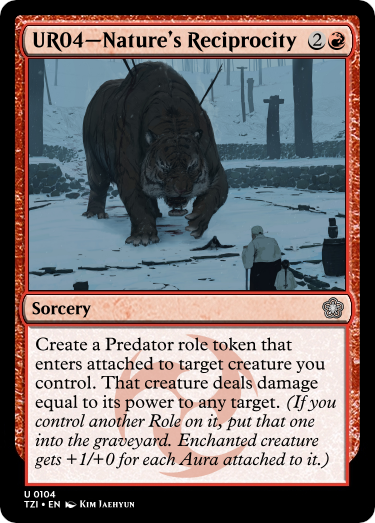 UR04—Nature's Reciprocity 2
Sorcery
Create a Predator role token that
enters attached to target creature you
control. That creature deals damage
equal to its power to any target. (If you
control another Role on it, put that one
into the graveyard. Enchanted creature
gets +1/+0 for each Aura attached to it.)
U 0104
TZI • EN Kim Jaehyun